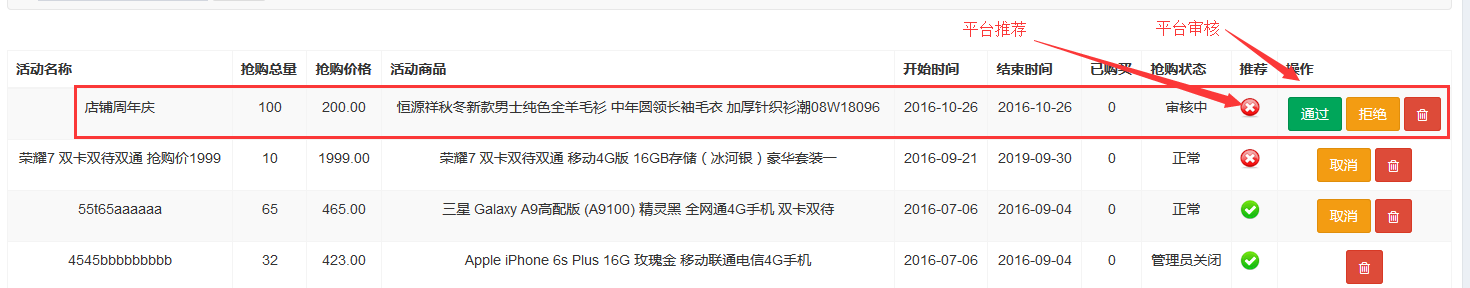 平台推荐 平台审核
活动名称 抢购总量 抢购价格 活动商品 开始时间 结束时间 已购买 抢购状态 推荐 操作
店铺周年庆 100 200.00 恒源祥秋冬新款男士纯色全羊毛衫 中年圆领长袖毛衣 加厚针织衫潮08W18096 2016-10-26 2016-10-26 0 审核中 通过 拒绝
荣耀7 双卡双待双通 抢购价1999 10 1999.00 荣耀7 双卡双待双通 移动4G版 16GB存储（冰河银）豪华套装一 2016-09-21 2019-09-30 0 正常 取消
55t65aaaaaa 65 465.00 三星 Galaxy A9高配版 (A9100) 精灵黑 全网通4G手机 双卡双待 2016-07-06 2016-09-04 0 正常 取消
4545bbbbbbbbb 32 423.00 Apple iPhone 6s Plus 16G 玫瑰金 移动联通电信4G手机 2016-07-06 2016-09-04 0 管理员关闭